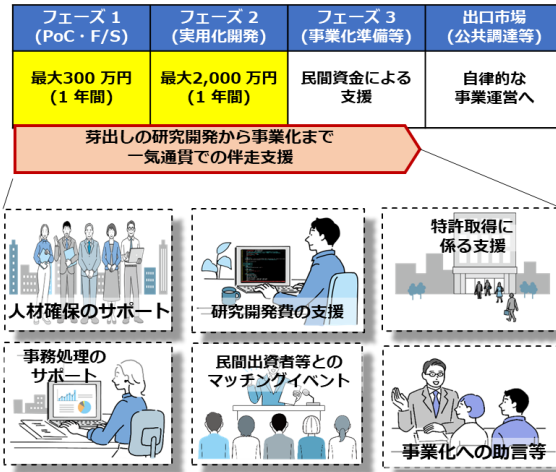 フェーズ 1
(PoC・F/S)
フェーズ 2
(実用化開発)
フェーズ 3
(事業化準備等)
出口市場
(公共調達等)
最大300 万円
(1 年間)
最大2,000 万円
(1 年間)
民間資金による
支援
自律的な
事業運営へ
芽出しの研究開発から事業化まで
一気通貫での伴走支援
人材確保のサポート
研究開発費の支援
特許取得に
係る支援
事務処理の
サポート
民間出資者等との
マッチングイベント
事業化への助言等